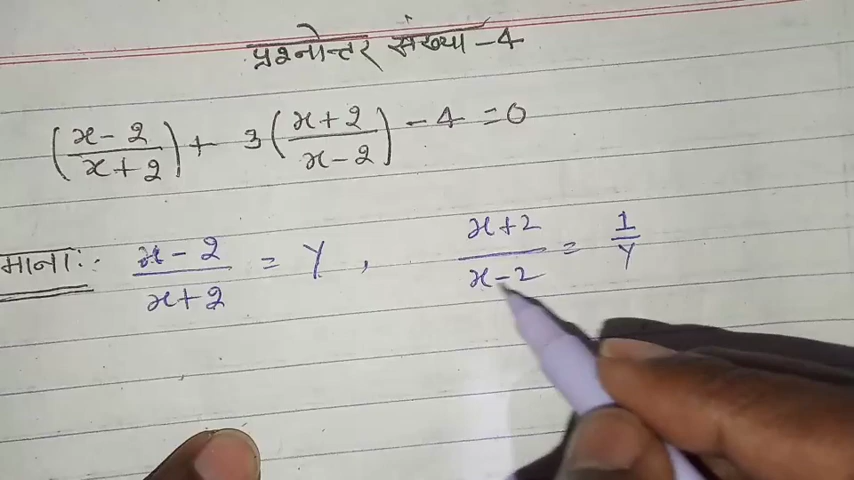 प्रश्नोत्तर संख्या -4
(x - 2 / x + 2) + 3 (x + 2 / x - 2) - 4 = 0
माना:- x - 2 / x + 2 = Y , x + 2 / x - 2 = 1 / Y